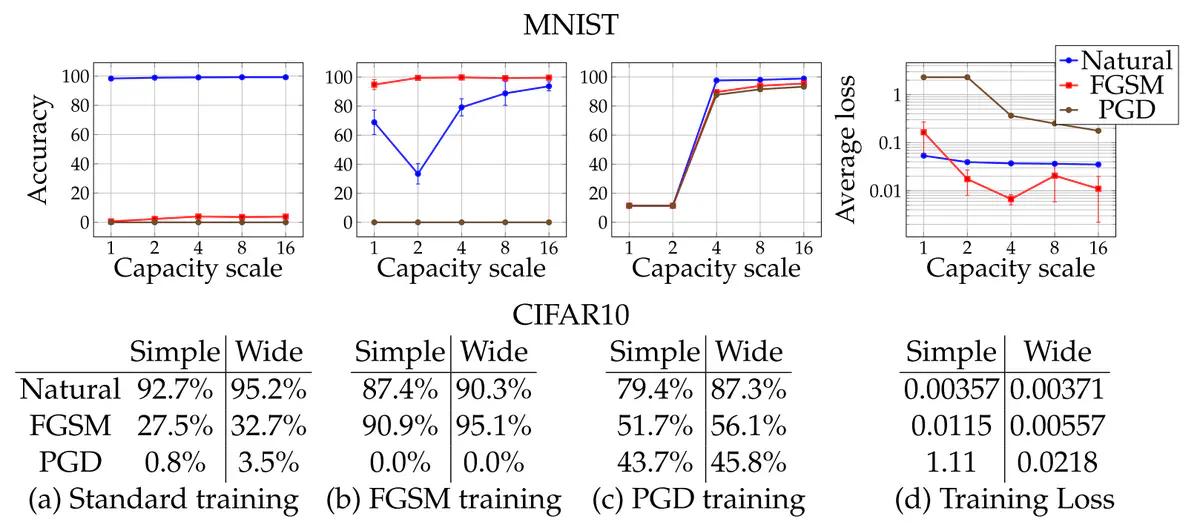 MNIST
Accuracy
100
80
60
40
20
0
1 2 4 8 16
Capacity scale
100
80
60
40
20
0
1 2 4 8 16
Capacity scale
100
80
60
40
20
0
1 2 4 8 16
Capacity scale
Average loss
1
0.1
0.01
1 2 4 8 16
Capacity scale
Natural
FGSM
PGD
CIFAR10
Simple Wide Simple Wide Simple Wide Simple Wide
Natural 92.7% 95.2% 87.4% 90.3% 79.4% 87.3% 0.00357 0.00371
FGSM 27.5% 32.7% 90.9% 95.1% 51.7% 56.1% 0.0115 0.00557
PGD 0.8% 3.5% 0.0% 0.0% 43.7% 45.8% 1.11 0.0218
(a) Standard training (b) FGSM training (c) PGD training (d) Training Loss